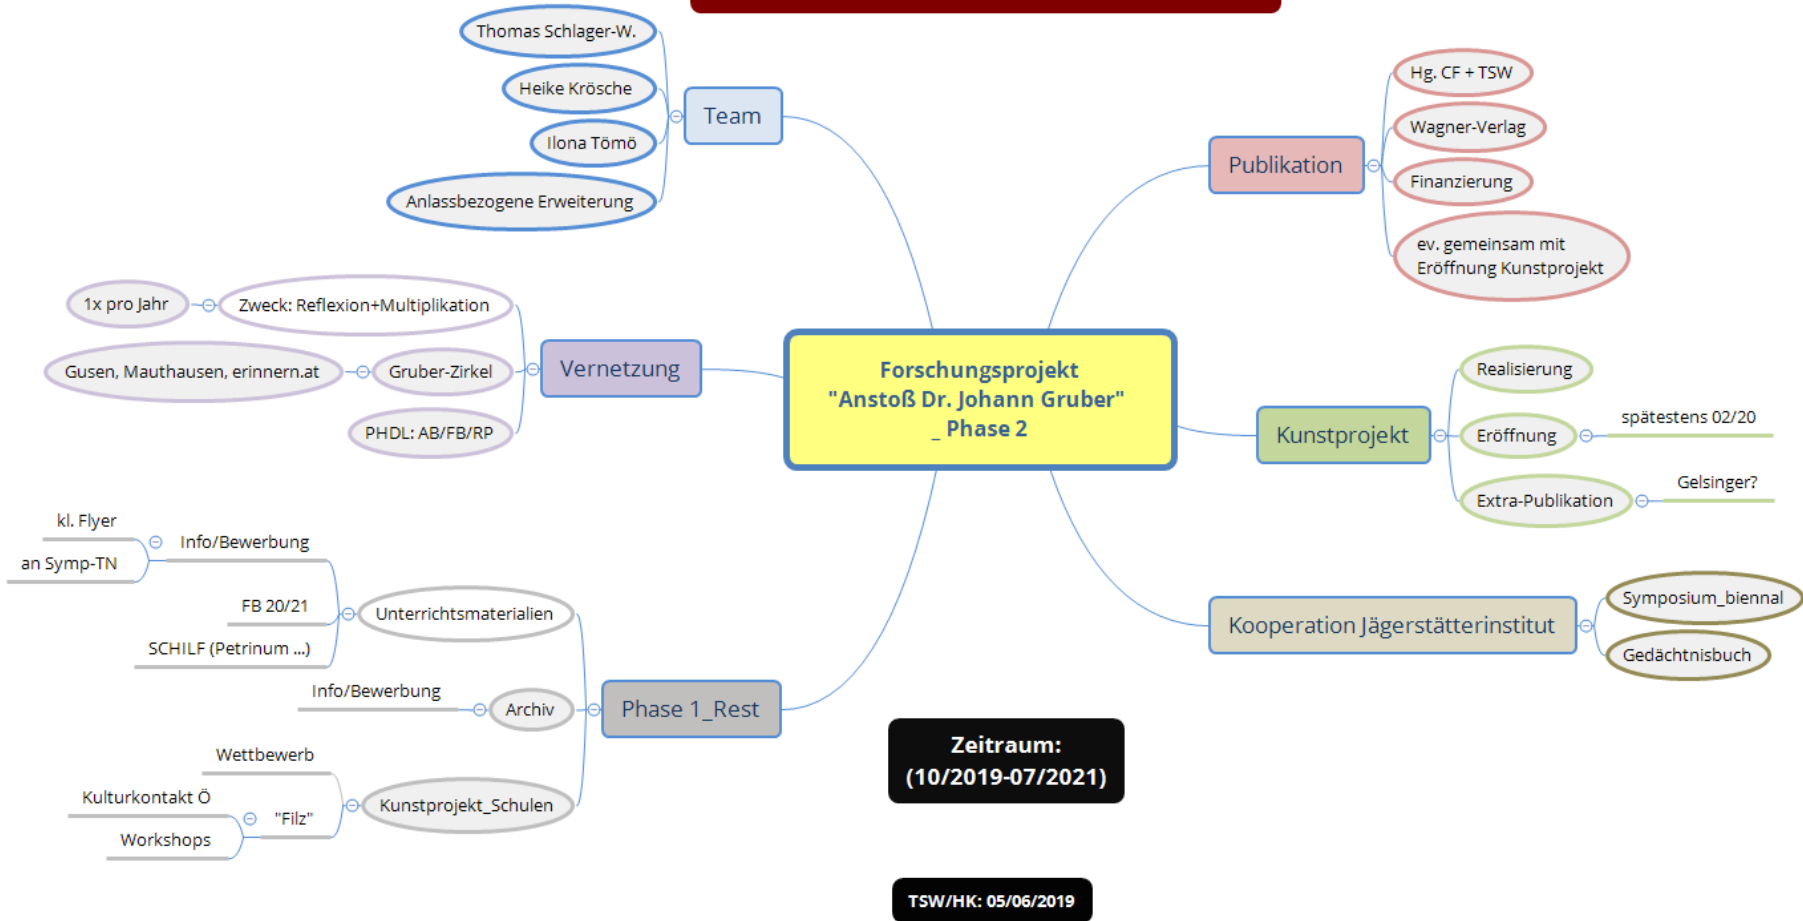 Thomas Schlager-W.
Heike Krösche
Ilona Tömö
Anlassbezogene Erweiterung
Team
1x pro Jahr
Zweck: Reflexion+Multiplikation
Gusen, Mauthausen, erinnern.at
Gruber-Zirkel
PHDL: AB/FB/RP
Vernetzung
kl. Flyer
an Symp-TN
Info/Bewerbung
FB 20/21
SCHILF (Petrinum ...)
Unterrichtsmaterialien
Info/Bewerbung
Archiv
Wettbewerb
Kulturkontakt Ö
Workshops
"Filz"
Kunstprojekt_Schulen
Phase 1_Rest
Forschungsprojekt
"Anstoß Dr. Johann Gruber"
_ Phase 2
Publikation
Hg. CF + TSW
Wagner-Verlag
Finanzierung
ev. gemeinsam mit
Eröffnung Kunstprojekt
Kunstprojekt
Realisierung
Eröffnung
spätestens 02/20
Extra-Publikation
Gelsinger?
Kooperation Jägerstätterinstitut
Symposium_biennal
Gedächtnisbuch
Zeitraum:
(10/2019-07/2021)
TSW/HK: 05/06/2019